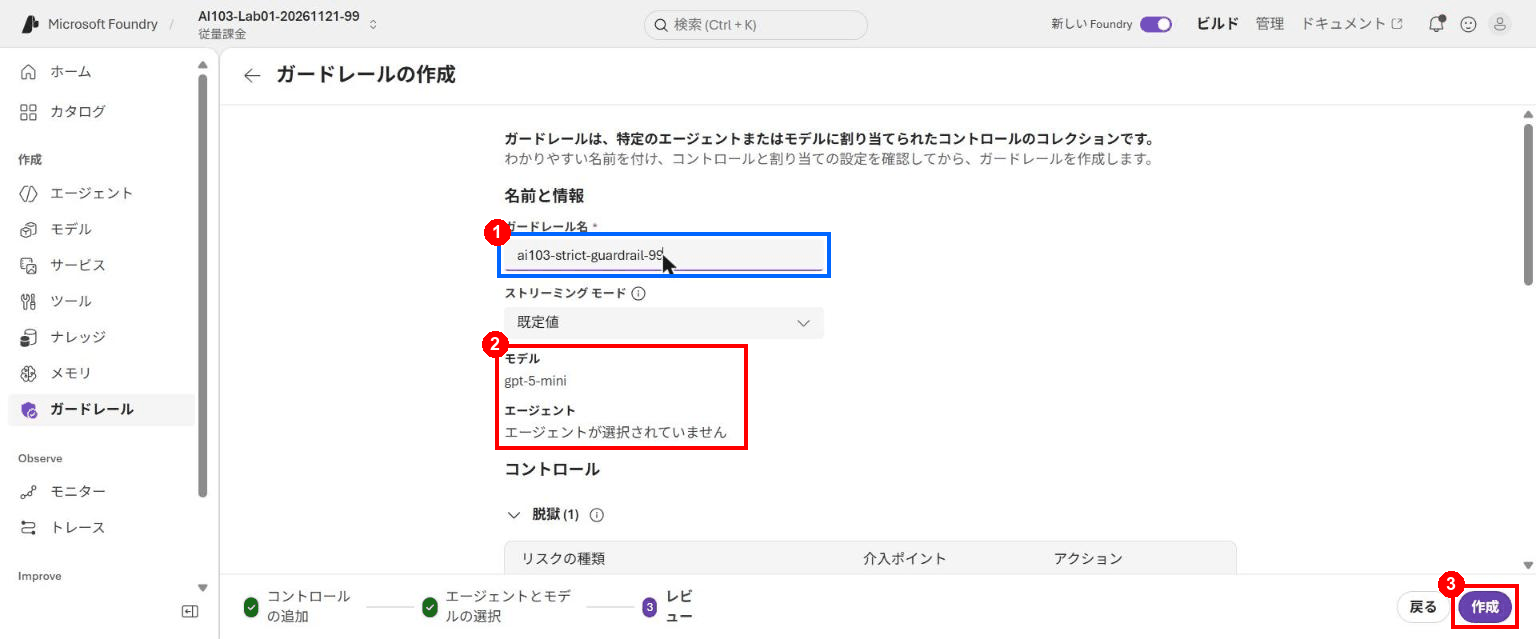 Microsoft Foundry / AI103-Lab01-20261121-99
従量課金
検索 (Ctrl + K)
新しい Foundry
ビルド
管理
ドキュメント
ホーム
カタログ
作成
エージェント
モデル
サービス
ツール
ナレッジ
メモリ
ガードレール
Observe
モニター
トレース
Improve
ガードレールの作成
ガードレールは、特定のエージェントまたはモデルに割り当てられたコントロールのコレクションです。
わかりやすい名前を付け、コントロールと割り当ての設定を確認してから、ガードレールを作成します。
名前と情報
1
ガードレール名 *
ai103-strict-guardrail-99
ストリーミング モード
既定値
2
モデル
gpt-5-mini
エージェント
エージェントが選択されていません
コントロール
脱獄 (1)
リスクの種類 介入ポイント アクション
コントロール
の追加
エージェントとモデ
ルの選択
3
レビ
ュー
戻る
3
作成